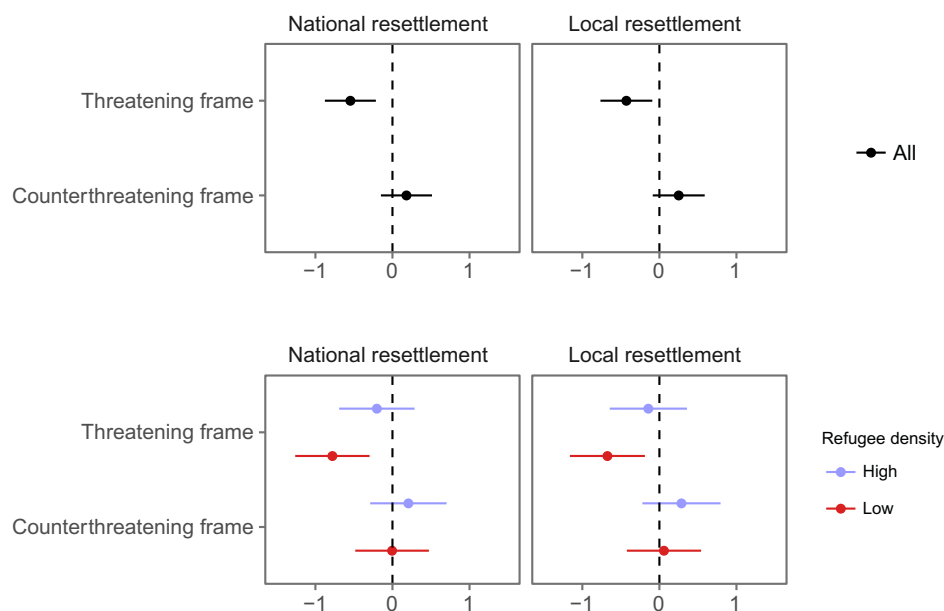 National resettlement
Local resettlement
Threatening frame
Counterthreatening frame
All
−1 0 1
−1 0 1
National resettlement
Local resettlement
Threatening frame
Counterthreatening frame
Refugee density
High
Low
−1 0 1
−1 0 1